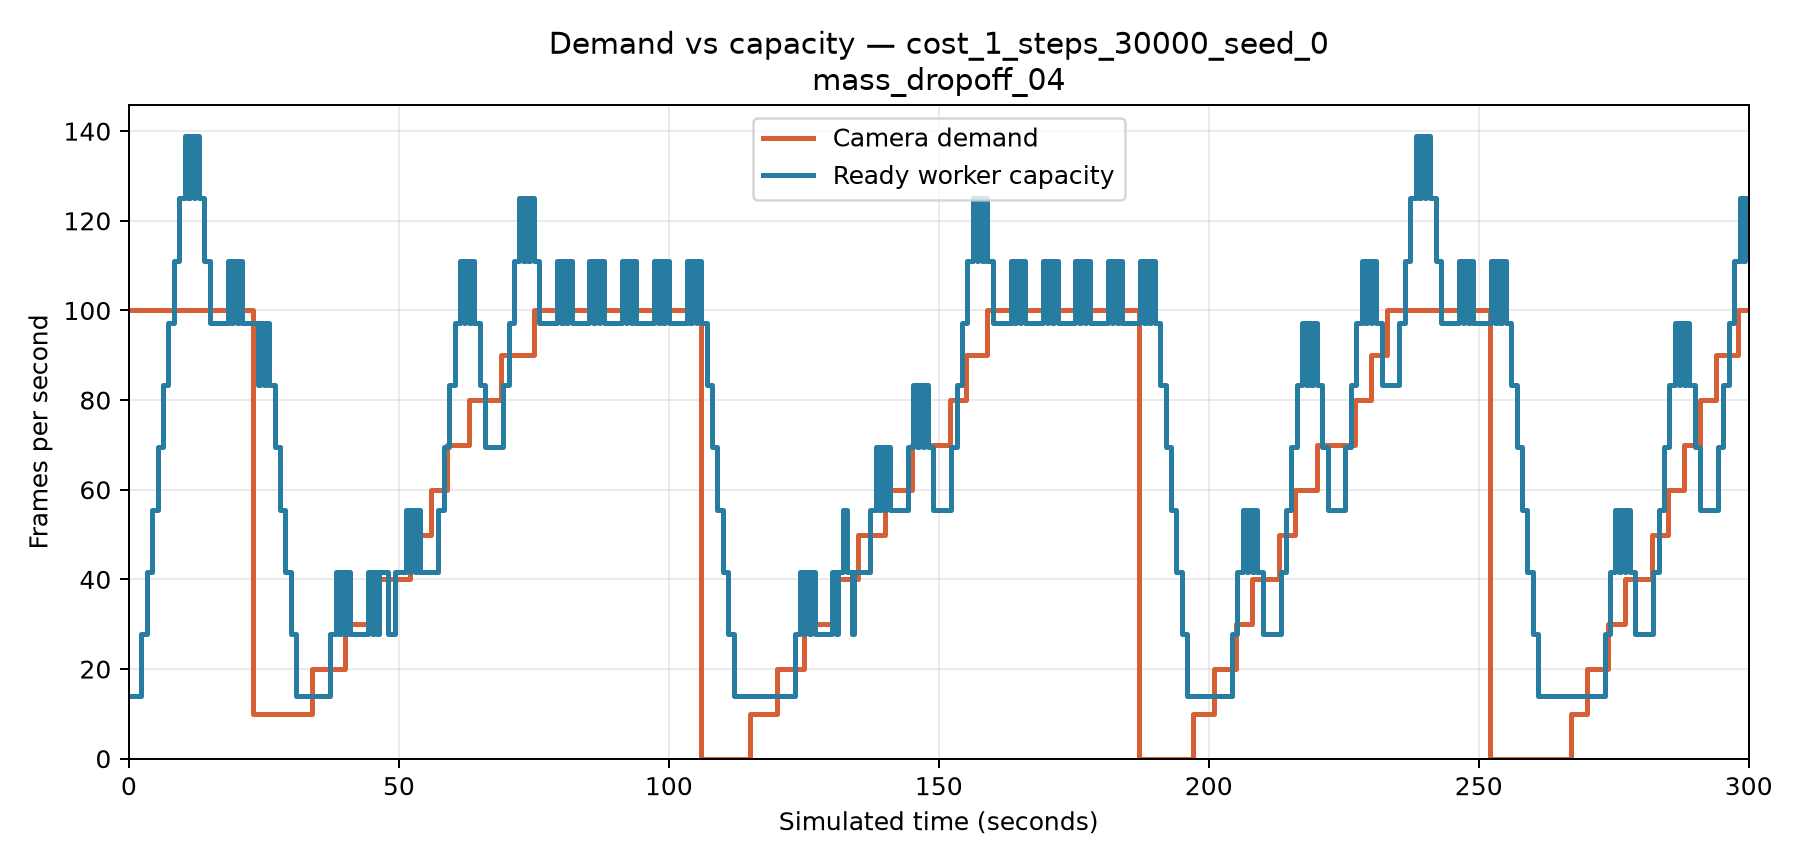 Demand vs capacity — cost_1_steps_30000_seed_0
mass_dropoff_04
Camera demand
Ready worker capacity
Frames per second
140
120
100
80
60
40
20
0
0 50 100 150 200 250 300
Simulated time (seconds)